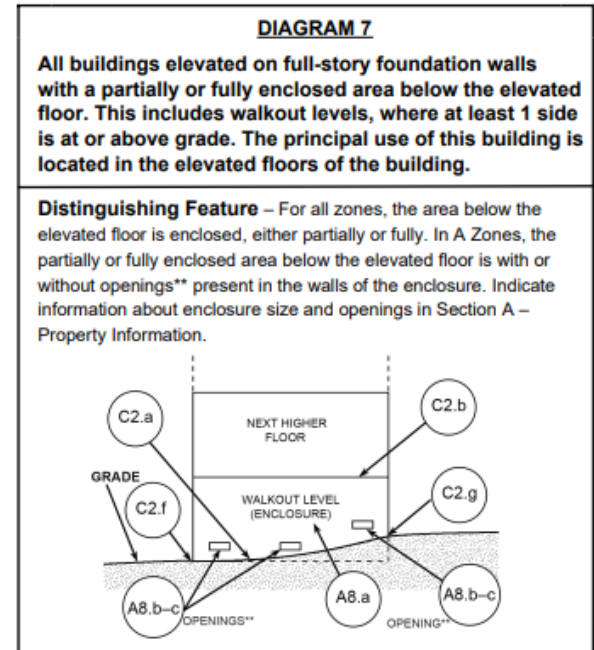 DIAGRAM 7
All buildings elevated on full-story foundation walls
with a partially or fully enclosed area below the elevated
floor. This includes walkout levels, where at least 1 side
is at or above grade. The principal use of this building is
located in the elevated floors of the building.
Distinguishing Feature – For all zones, the area below the
elevated floor is enclosed, either partially or fully. In A Zones, the
partially or fully enclosed area below the elevated floor is with or
without openings** present in the walls of the enclosure. Indicate
information about enclosure size and openings in Section A –
Property Information.
C2.a
NEXT HIGHER
FLOOR
C2.b
GRADE
C2.f
WALKOUT LEVEL
(ENCLOSURE)
C2.g
A8.b–c
OPENINGS**
A8.a
OPENING**
A8.b–c